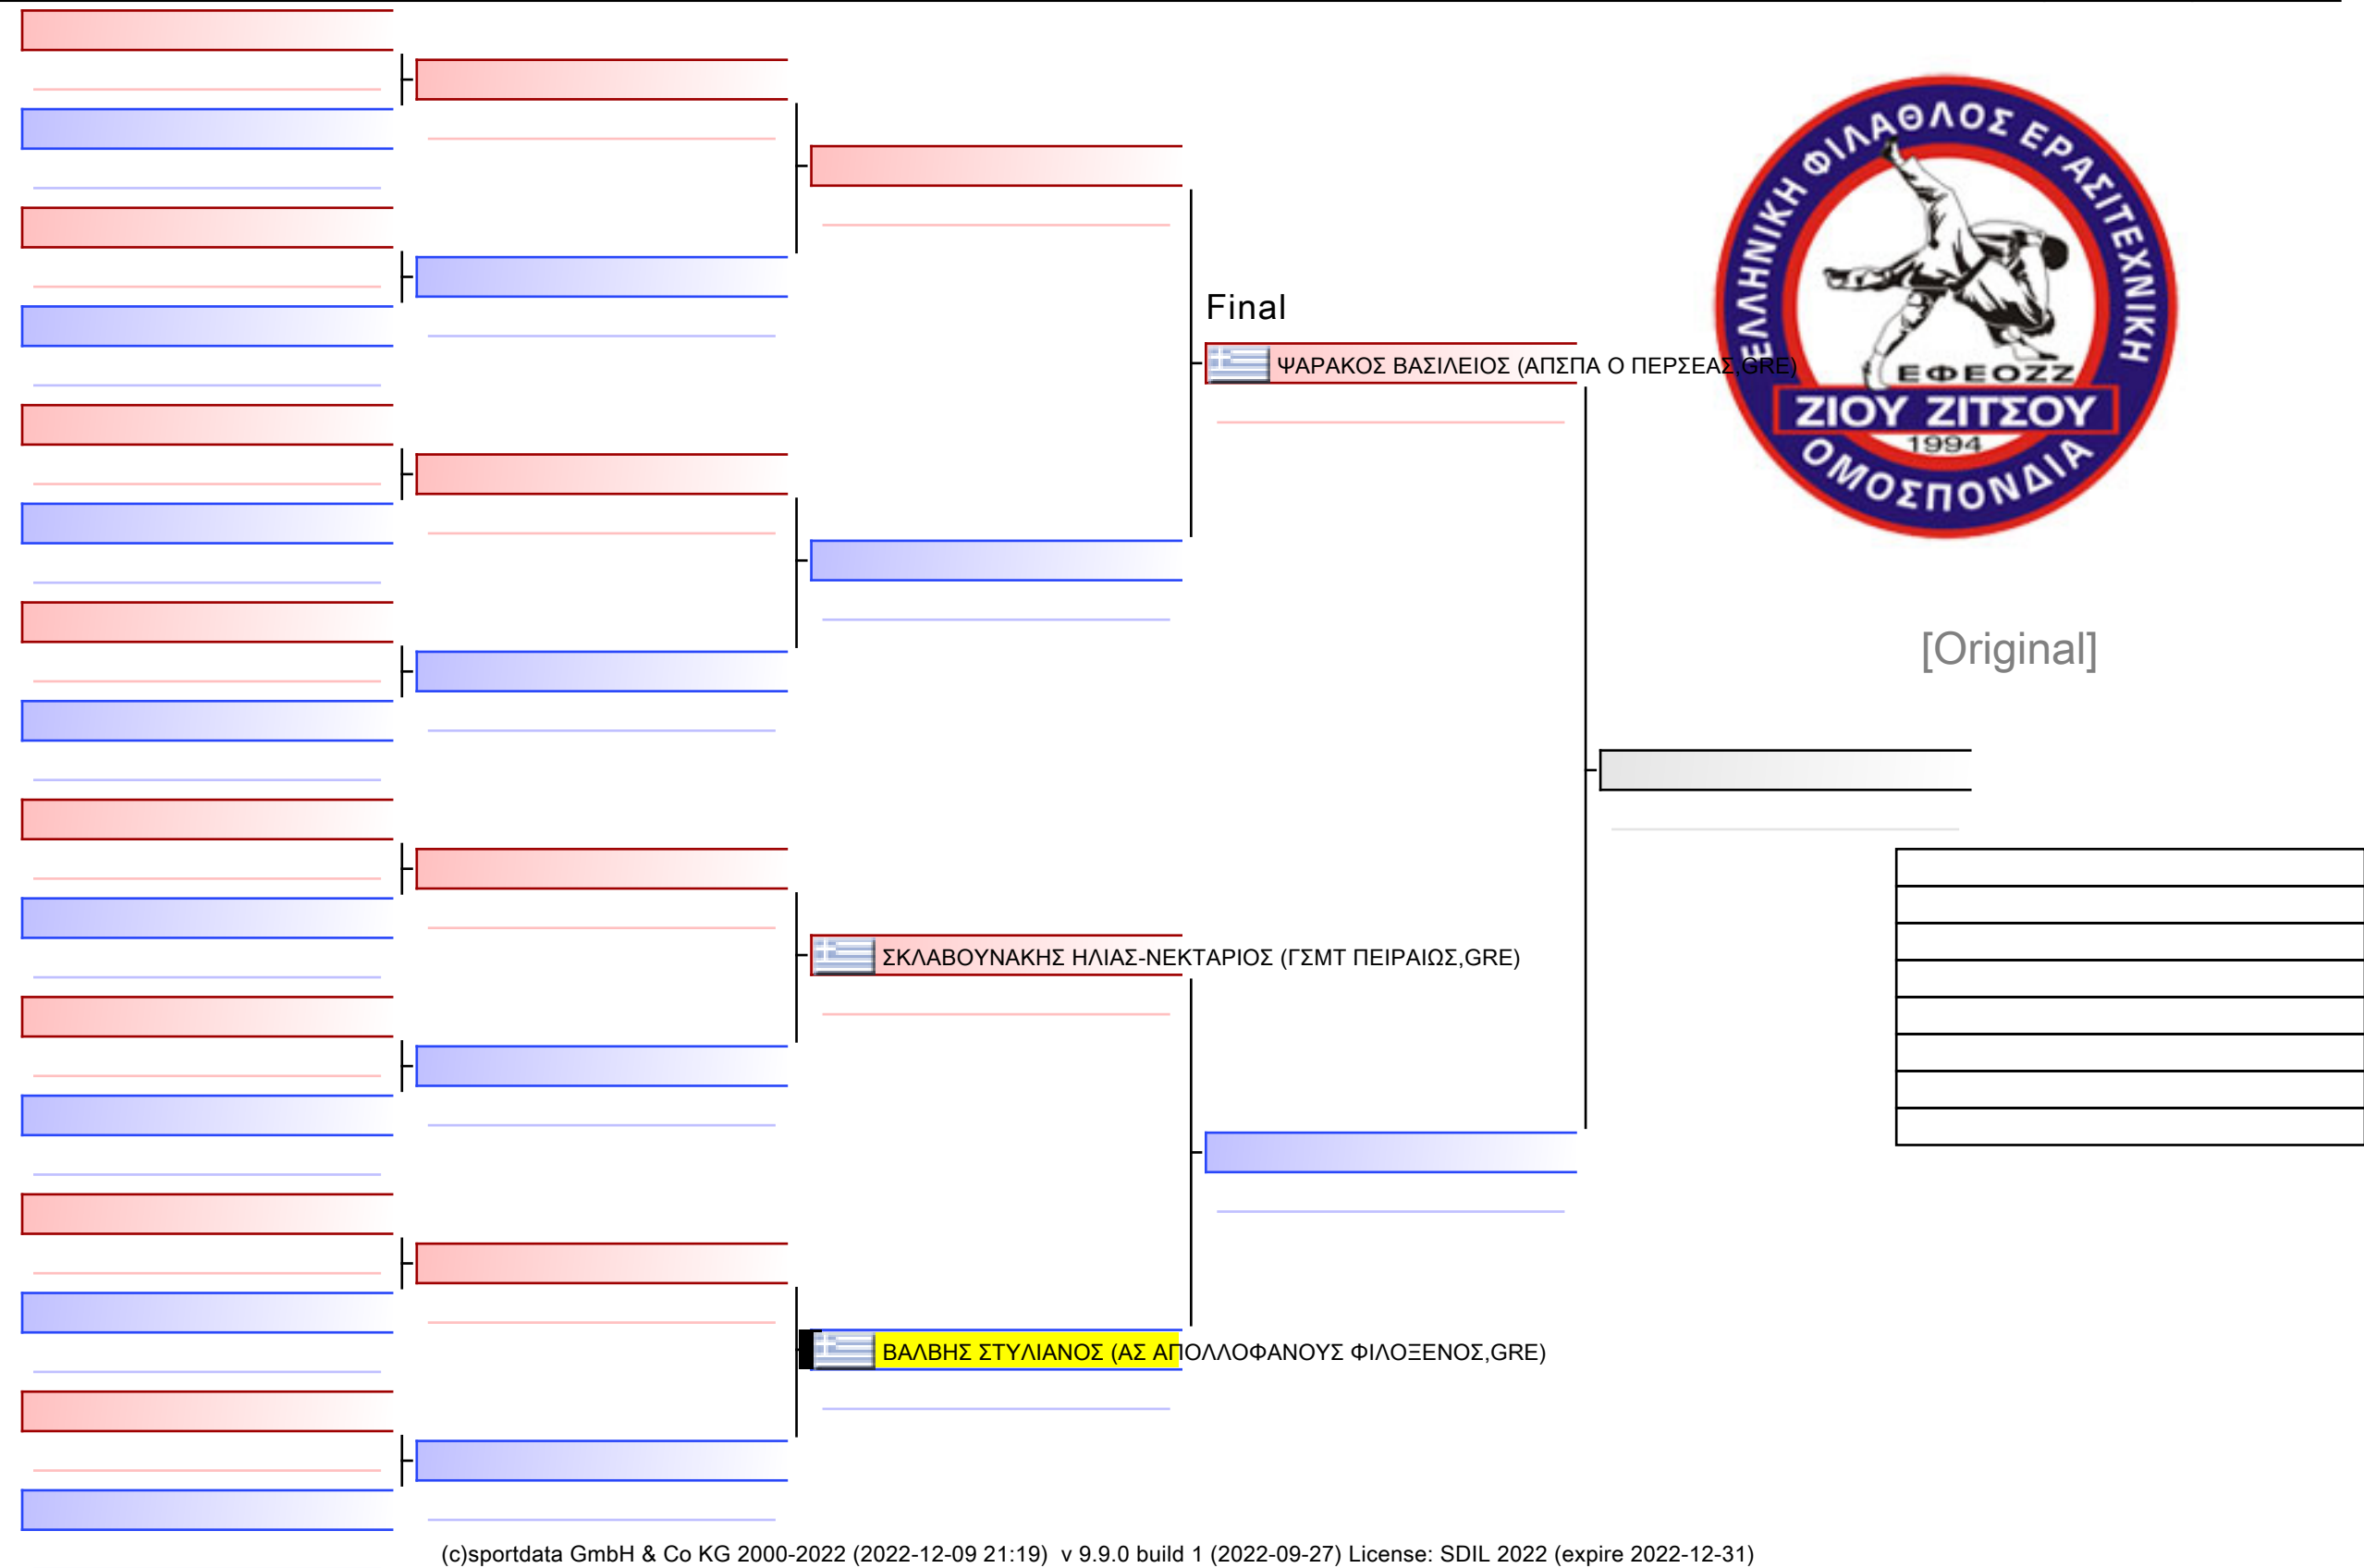 ΕΛΛΗΝΙΚΗ ΦΙΛΑΘΛΟΣ ΕΡΑΣΙΤΕΧΝΙΚΗ
Final
ΨΑΡΑΚΟΣ ΒΑΣΙΛΕΙΟΣ (ΑΠΣΠΑ Ο ΠΕΡΣΕΑΣ,GRE)
ΕΦΕΟΖΖ
ΖΙΟΥ ΖΙΤΣΟΥ
1994
ΟΜΟΣΠΟΝΔΙΑ
[Original]
ΣΚΛΑΒΟΥΝΑΚΗΣ ΗΛΙΑΣ-ΝΕΚΤΑΡΙΟΣ (ΓΣΜΤ ΠΕΙΡΑΙΩΣ,GRE)
ΒΑΛΒΗΣ ΣΤΥΛΙΑΝΟΣ (ΑΣ ΑΠΟΛΛΟΦΑΝΟΥΣ ΦΙΛΟΞΕΝΟΣ,GRE)
(c)sportdata GmbH & Co KG 2000-2022 (2022-12-09 21:19) v 9.9.0 build 1 (2022-09-27) License: SDIL 2022 (expire 2022-12-31)